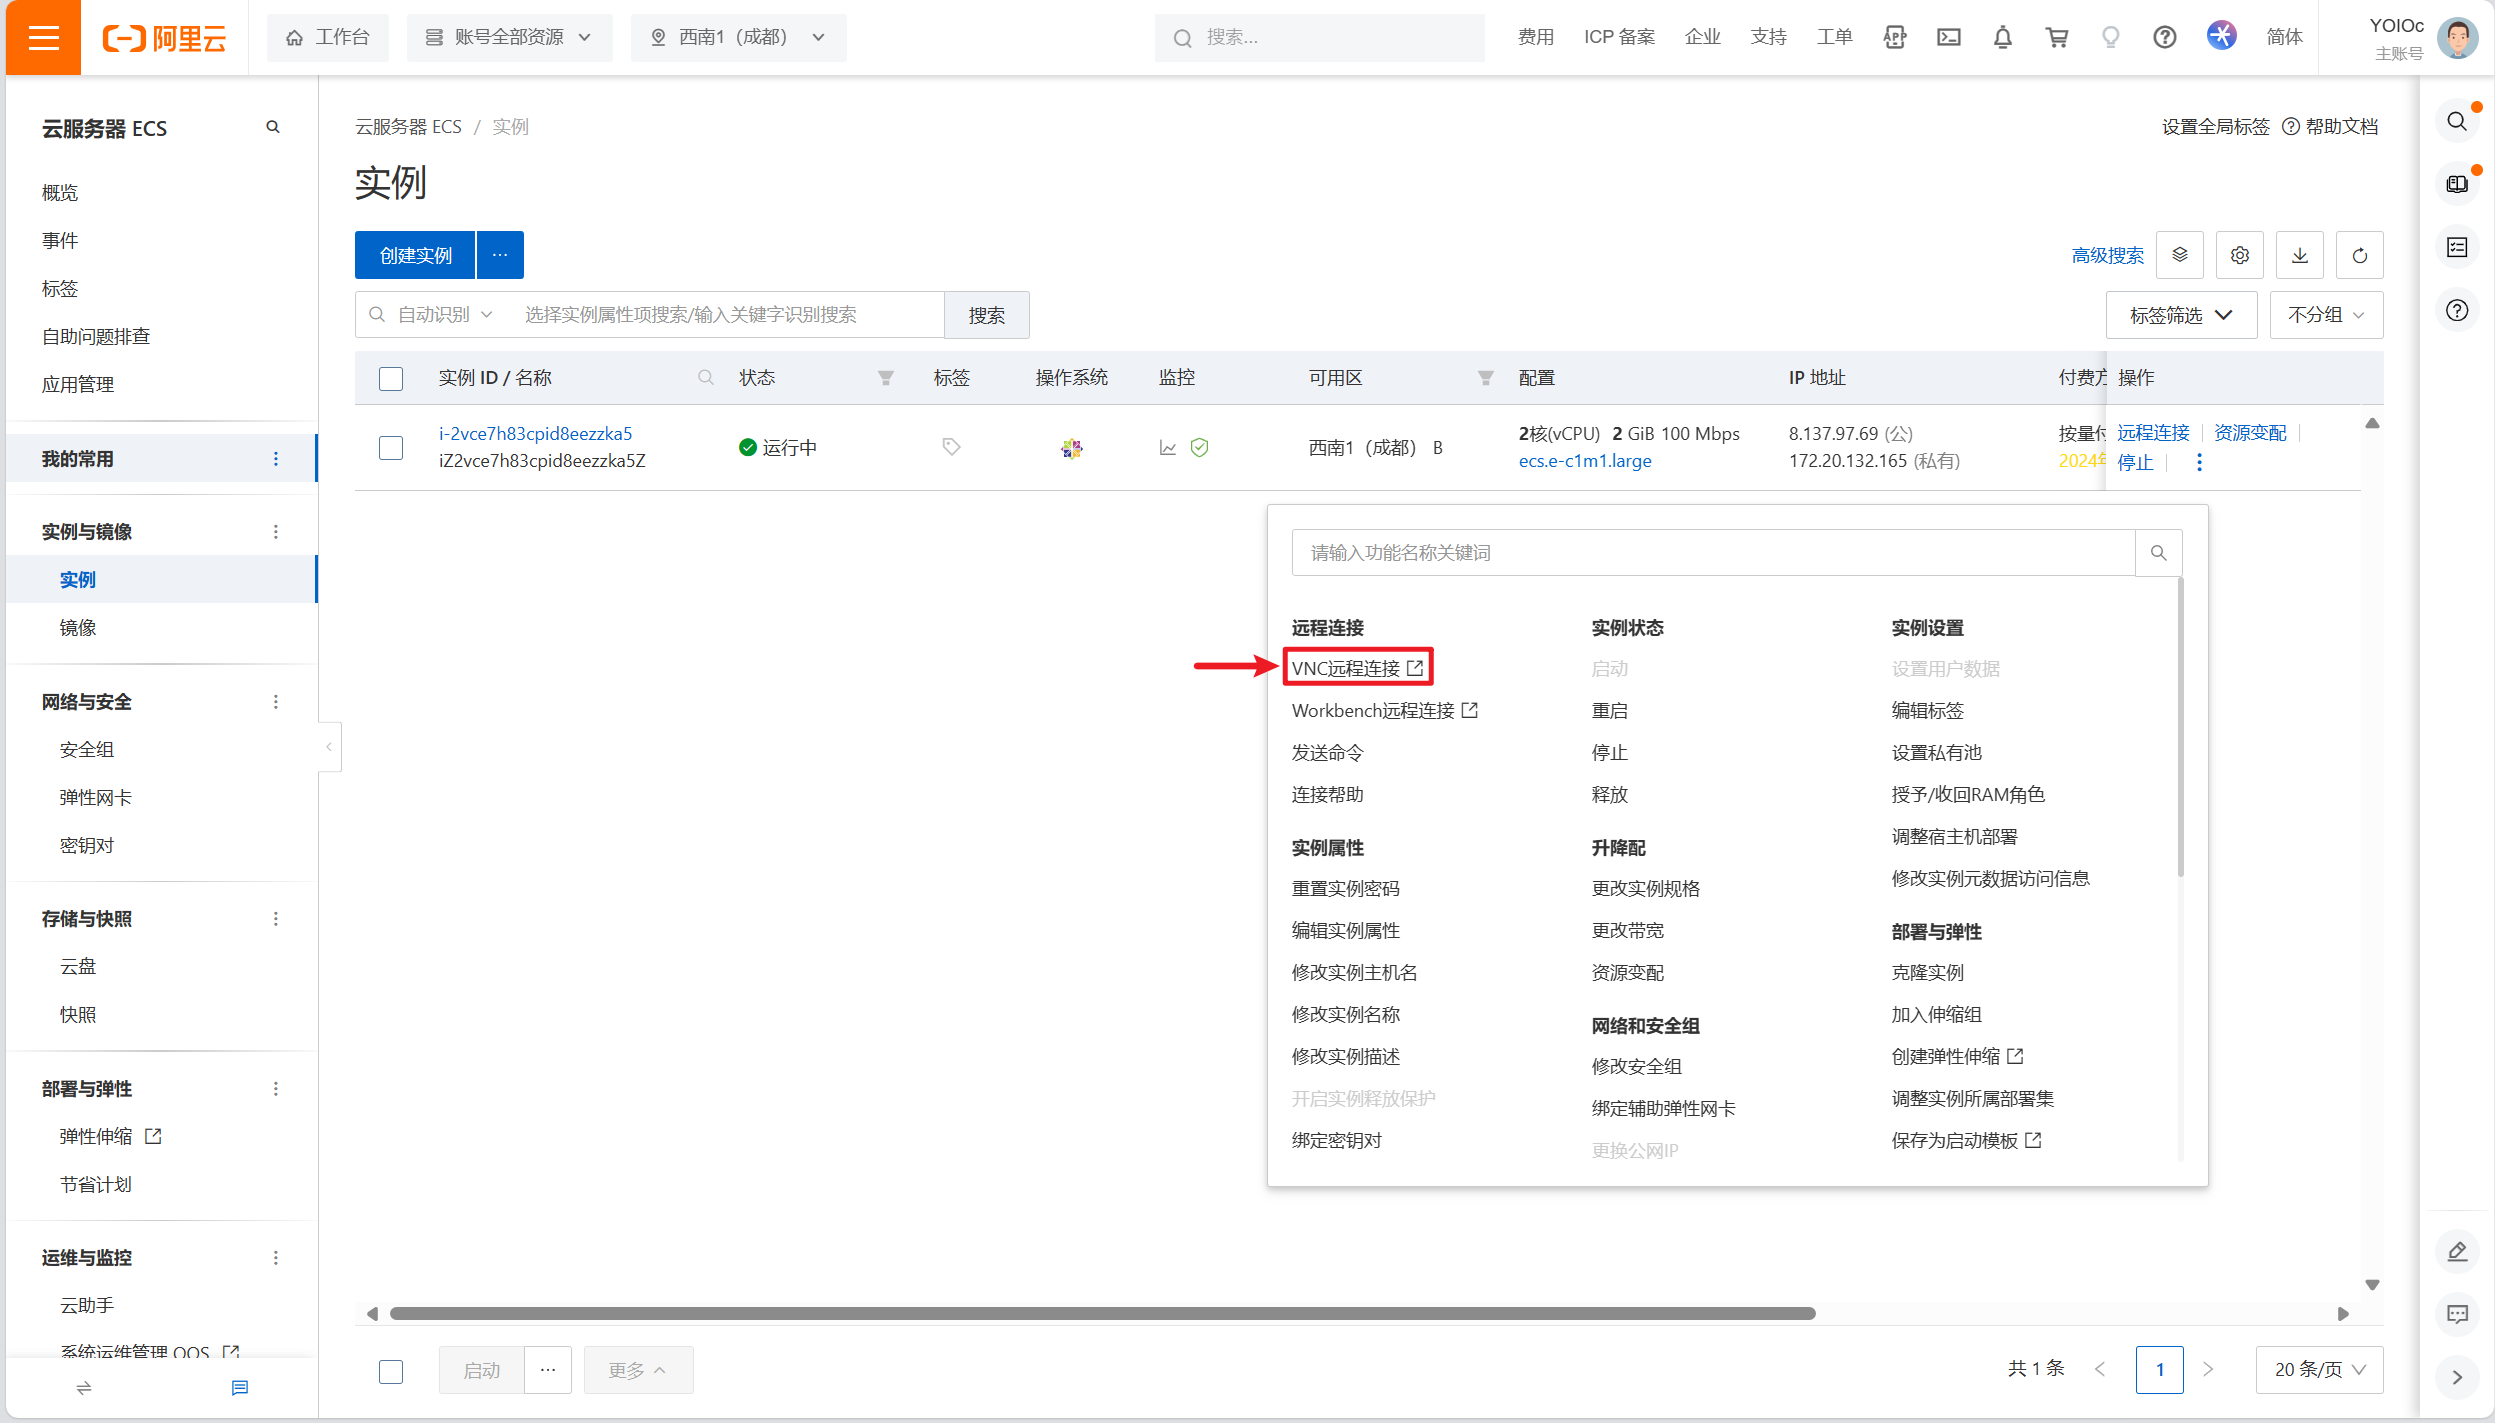 阿里云
工作台
账号全部资源
西南1（成都）
搜索...
费用
ICP 备案
企业
支持
工单
APP
简体
YOIOc
主账号
云服务器 ECS
概览
事件
标签
自助问题排查
应用管理
我的常用
实例与镜像
实例
镜像
网络与安全
安全组
弹性网卡
密钥对
存储与快照
云盘
快照
部署与弹性
弹性伸缩
节省计划
运维与监控
云助手
系统运维管理 OOS
云服务器 ECS / 实例
设置全局标签
帮助文档
实例
创建实例
高级搜索
自动识别
选择实例属性项搜索/输入关键字识别搜索
搜索
标签筛选
不分组
实例 ID / 名称
状态
标签
操作系统
监控
可用区
配置
IP 地址
付费方
操作
i-2vce7h83cpid8eezzka5
iZ2vce7h83cpid8eezzka5Z
运行中
西南1（成都） B
2核(vCPU) 2 GiB 100 Mbps
ecs.e-c1m1.large
8.137.97.69 (公)
172.20.132.165 (私有)
按量付
2024年
远程连接
资源变配
停止
请输入功能名称关键词
远程连接
VNC远程连接
Workbench远程连接
发送命令
连接帮助
实例属性
重置实例密码
编辑实例属性
修改实例主机名
修改实例名称
修改实例描述
开启实例释放保护
绑定密钥对
实例状态
启动
重启
停止
释放
升降配
更改实例规格
更改带宽
资源变配
网络和安全组
修改安全组
绑定辅助弹性网卡
更换公网IP
实例设置
设置用户数据
编辑标签
设置私有池
授予/收回RAM角色
调整宿主机部署
修改实例元数据访问信息
部署与弹性
克隆实例
加入伸缩组
创建弹性伸缩
调整实例所属部署集
保存为启动模板
启动
更多
共 1 条
1
20 条/页